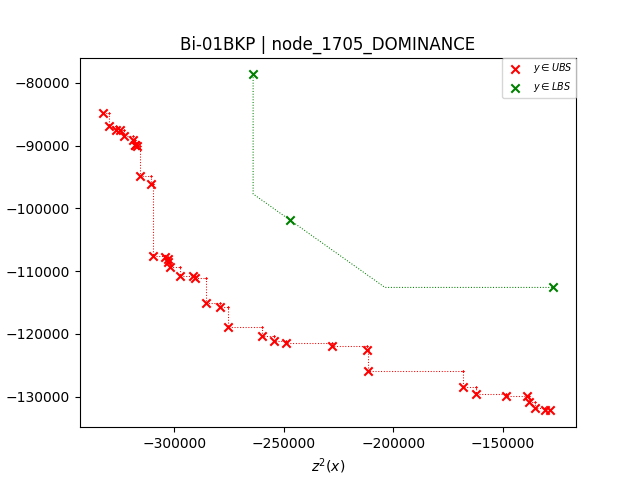 Bi-01BKP | node_1705_DOMINANCE
y ∈ UBS
y ∈ LBS
−80000
−90000
−100000
−110000
−120000
−130000
−300000 −250000 −200000 −150000
z²(x)